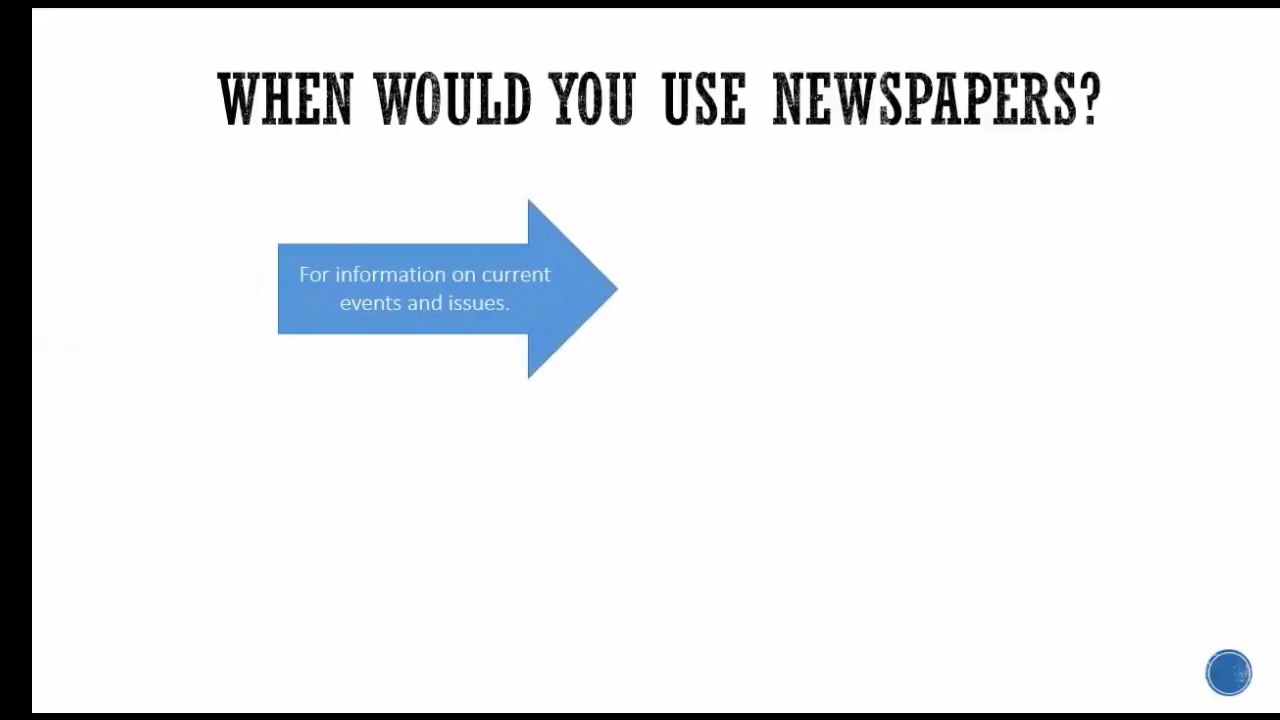 WHEN WOULD YOU USE NEWSPAPERS?
For information on current
events and issues.